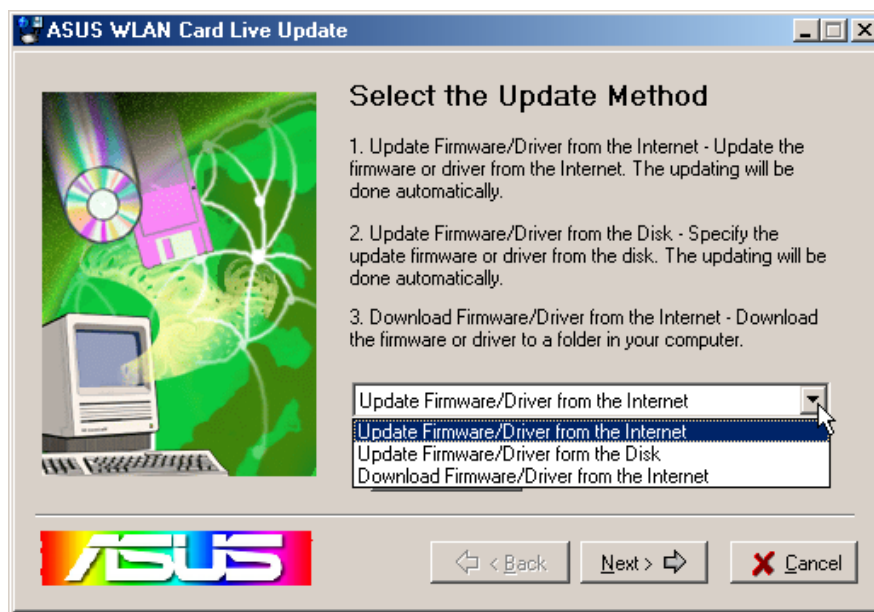 ASUS WLAN Card Live Update
Select the Update Method
1. Update Firmware/Driver from the Internet - Update the
firmware or driver from the Internet. The updating will be
done automatically.
2. Update Firmware/Driver from the Disk - Specify the
update firmware or driver from the disk. The updating will be
done automatically.
3. Download Firmware/Driver from the Internet - Download
the firmware or driver to a folder in your computer.
Update Firmware/Driver from the Internet
Update Firmware/Driver from the Internet
Update Firmware/Driver form the Disk
Download Firmware/Driver from the Internet
ASUS
< Back
Next >
Cancel